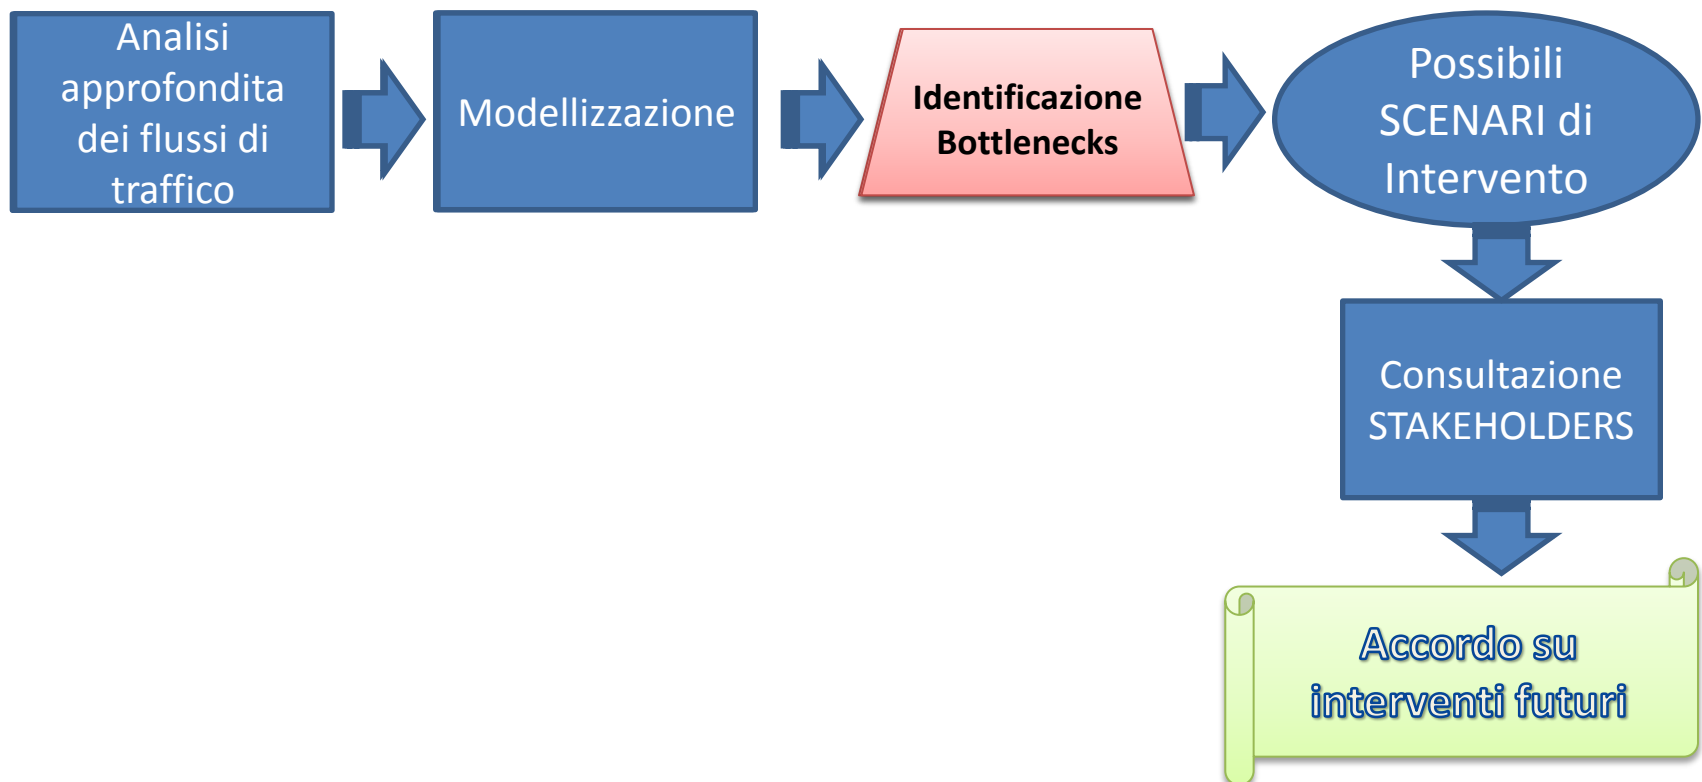 Analisi
approfondita
dei flussi di
traffico
Modellizzazione
Identificazione
Bottlenecks
Possibili
SCENARI di
Intervento
Consultazione
STAKEHOLDERS
Accordo su
interventi futuri